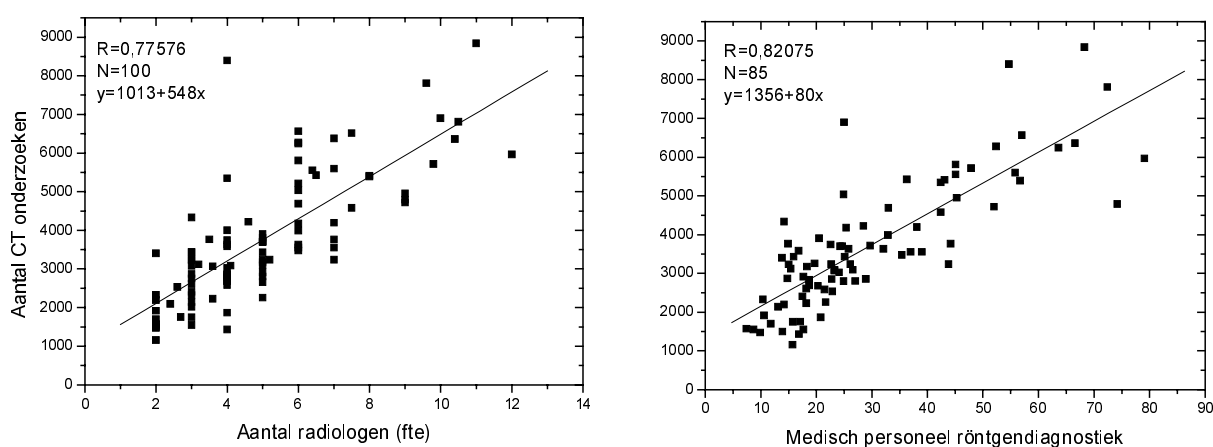 9000
8000
7000
6000
5000
4000
3000
2000
1000
0
Aantal CT onderzoeken
R=0,77576
N=100
y=1013+548x
0 2 4 6 8 10 12 14
Aantal radiologen (fte)
9000
8000
7000
6000
5000
4000
3000
2000
1000
0
R=0,82075
N=85
y=1356+80x
0 10 20 30 40 50 60 70 80 90
Medisch personeel röntgendiagnostiek